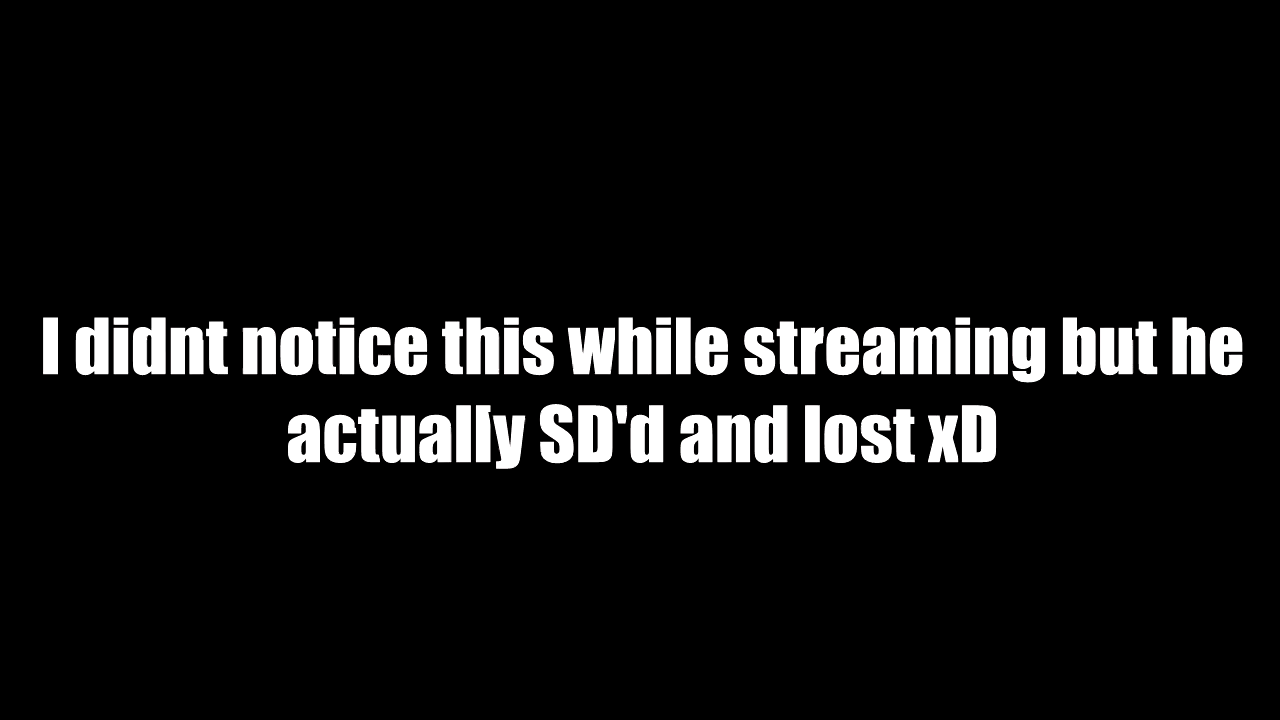 I didnt notice this while streaming but he
actually SD'd and lost xD